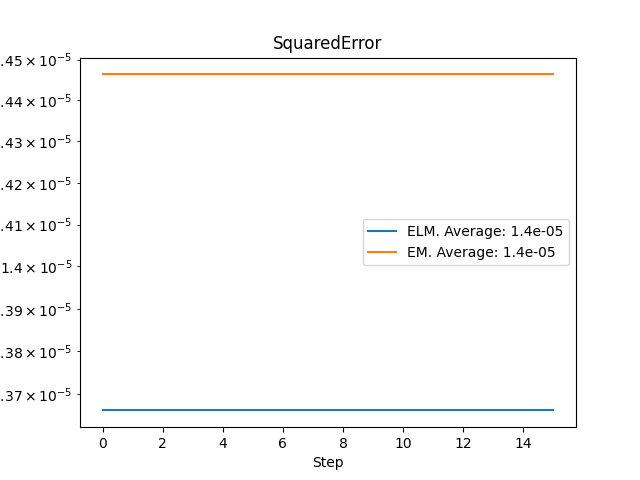 SquaredError
.45 × 10⁻⁵
.44 × 10⁻⁵
.43 × 10⁻⁵
.42 × 10⁻⁵
.41 × 10⁻⁵
1.4 × 10⁻⁵
.39 × 10⁻⁵
.38 × 10⁻⁵
.37 × 10⁻⁵
ELM. Average: 1.4e-05
EM. Average: 1.4e-05
0 2 4 6 8 10 12 14
Step